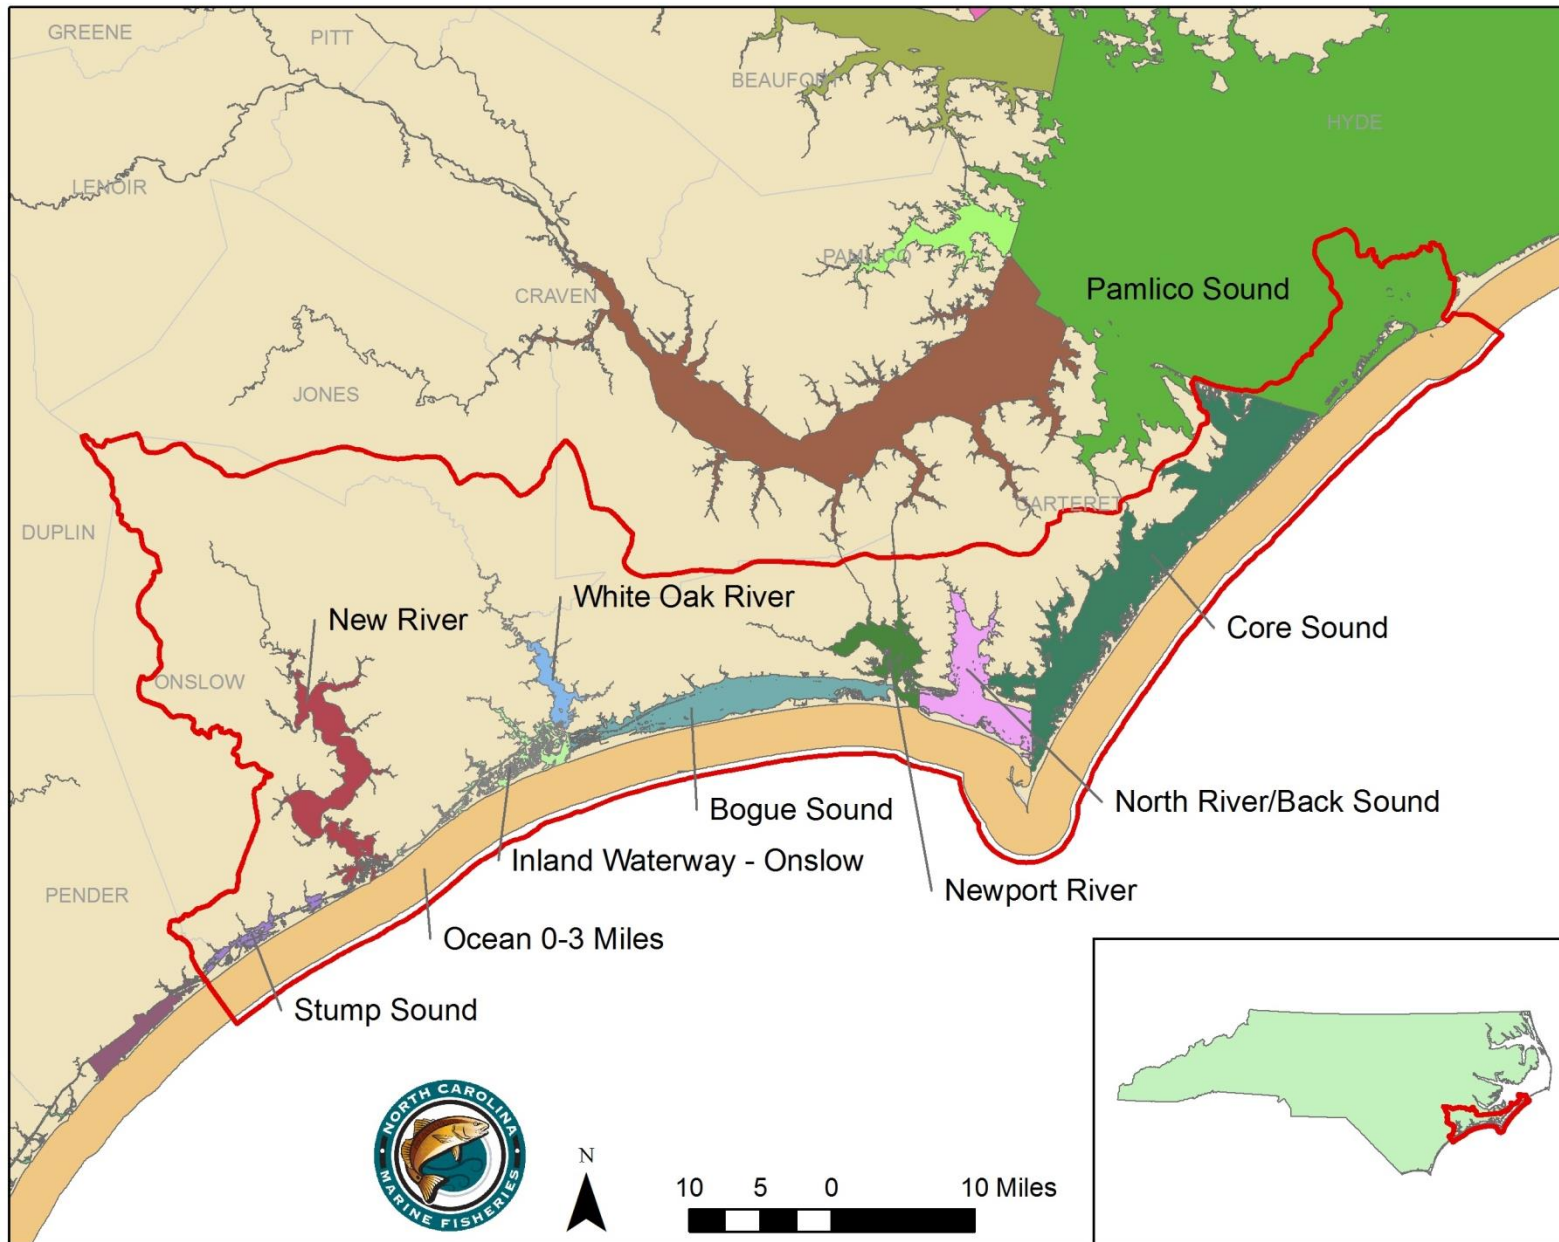 GREENE
PITT
BEAUFORT
HYDE
LENOIR
PAMLICO
Pamlico Sound
CRAVEN
JONES
CARTERET
DUPLIN
White Oak River
New River
Core Sound
ONSLOW
North River/Back Sound
Bogue Sound
Inland Waterway - Onslow
Newport River
PENDER
Ocean 0-3 Miles
Stump Sound
NORTH CAROLINA
MARINE FISHERIES
N
10 5 0 10 Miles